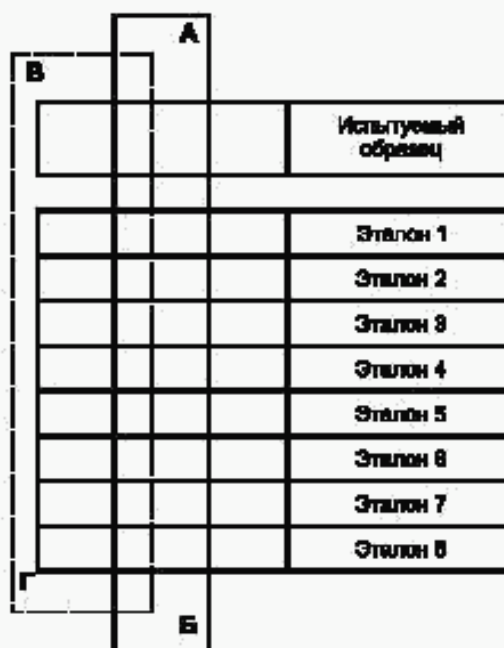 А
В
Испытуемый
образец
Эталон 1
Эталон 2
Эталон 3
Эталон 4
Эталон 5
Эталон 6
Эталон 7
Эталон 8
Г
Б